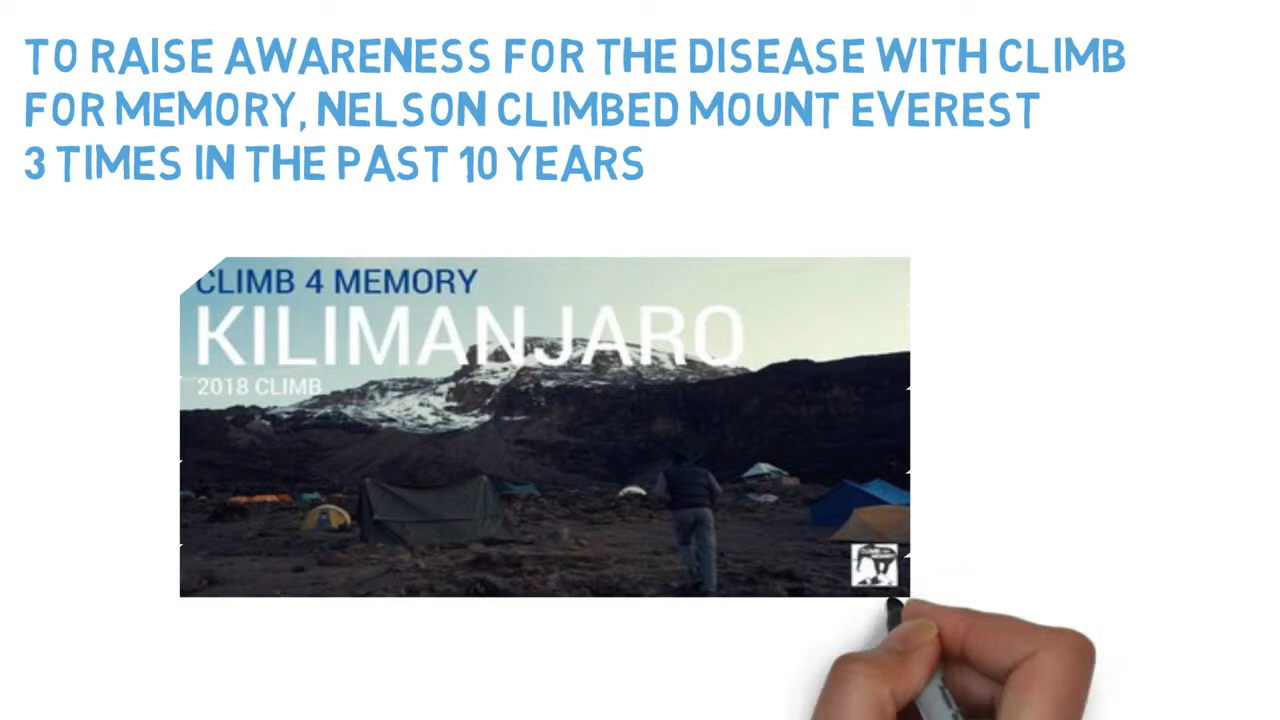 TO RAISE AWARENESS FOR THE DISEASE WITH CLIMB
FOR MEMORY, NELSON CLIMBED MOUNT EVEREST
3 TIMES IN THE PAST 10 YEARS
CLIMB 4 MEMORY
KILIMANJARO
2018 CLIMB